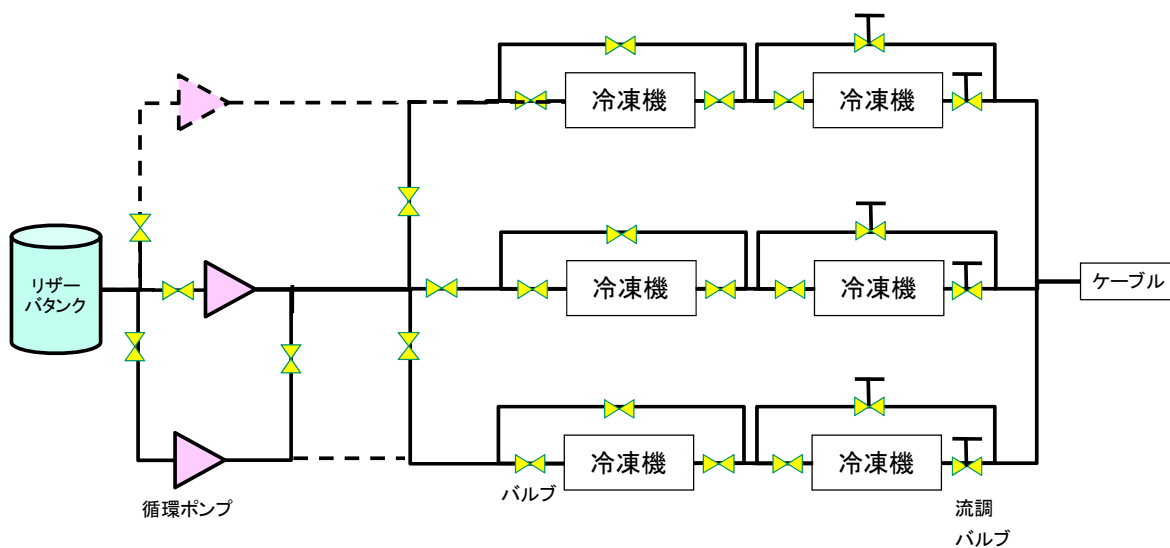 冷凍機
冷凍機
リザー
バタンク
冷凍機
冷凍機
ケーブル
冷凍機
冷凍機
循環ポンプ
バルブ
流調
バルブ